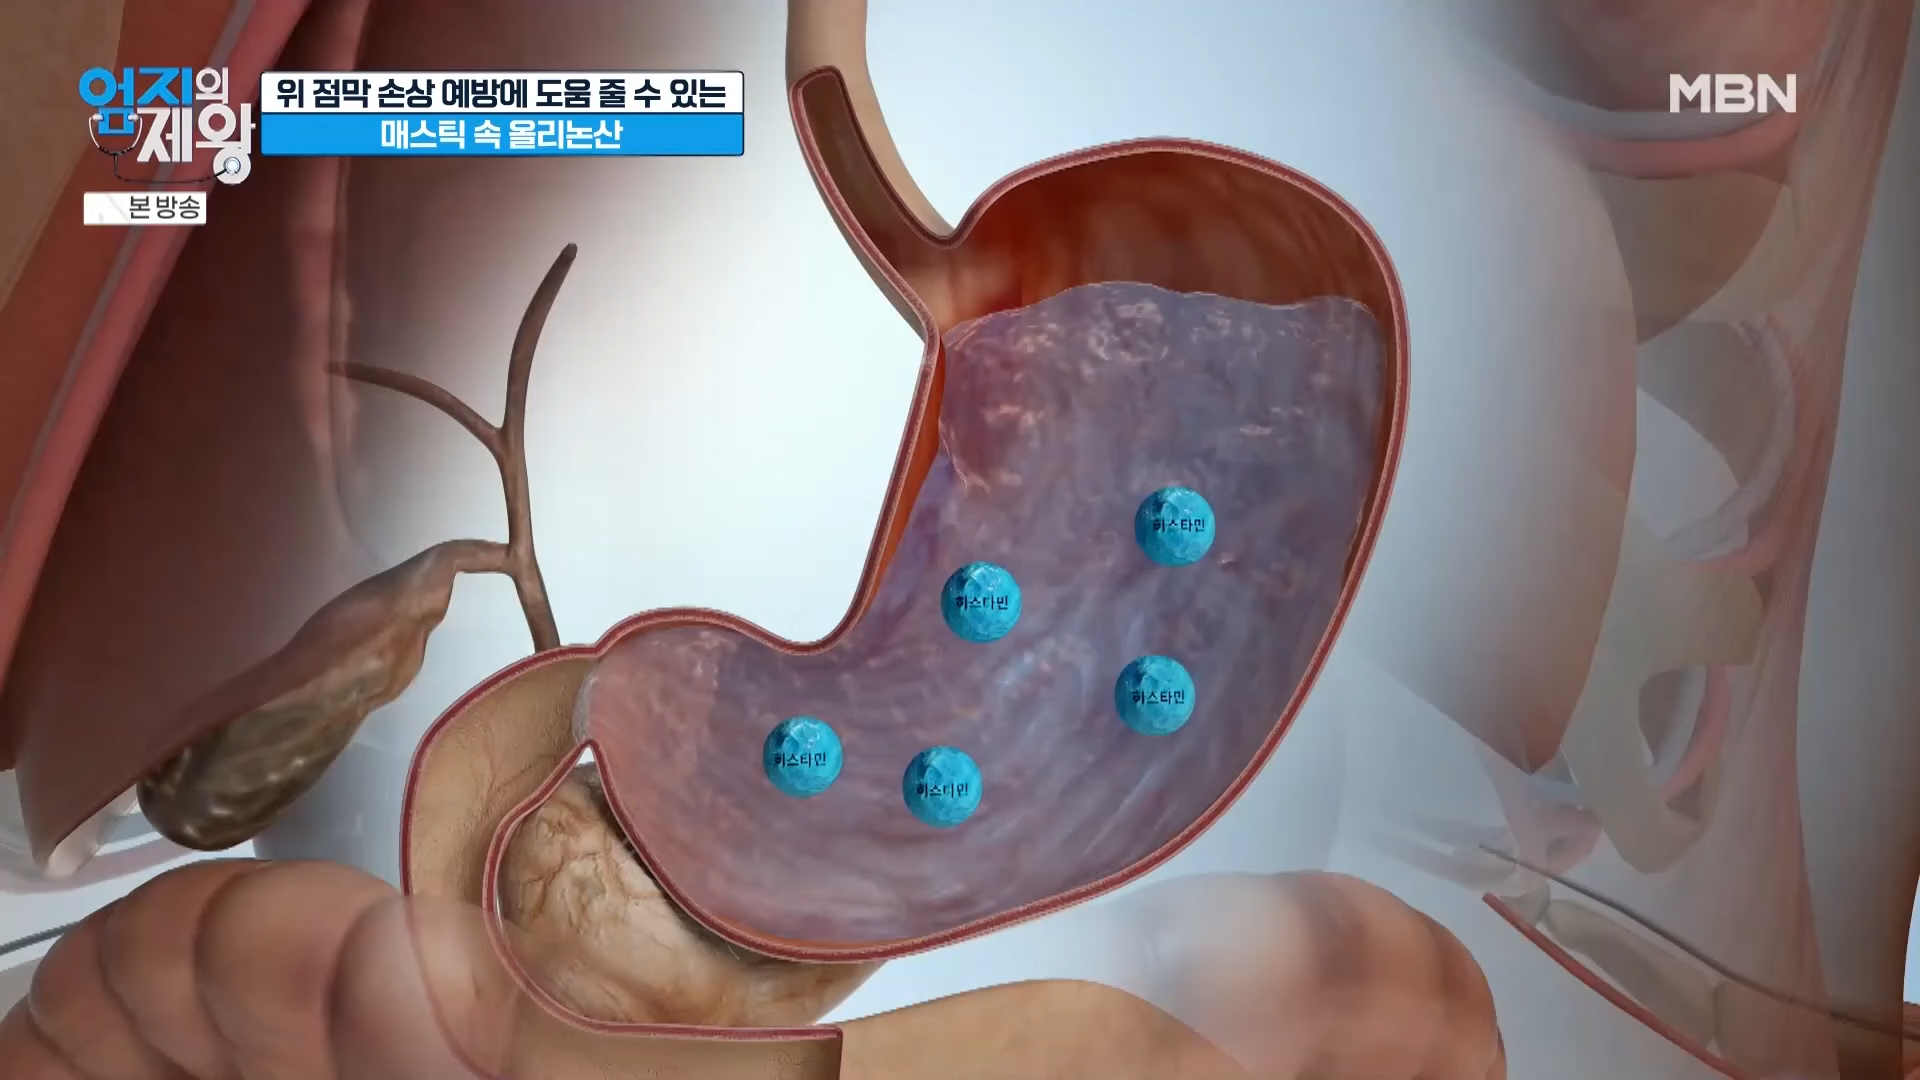 엄지의
제왕
위 점막 손상 예방에 도움 줄 수 있는
매스틱 속 올리논산
MBN
본 방송
히스타민
히스타민
히스타민
히스타민
히스타민